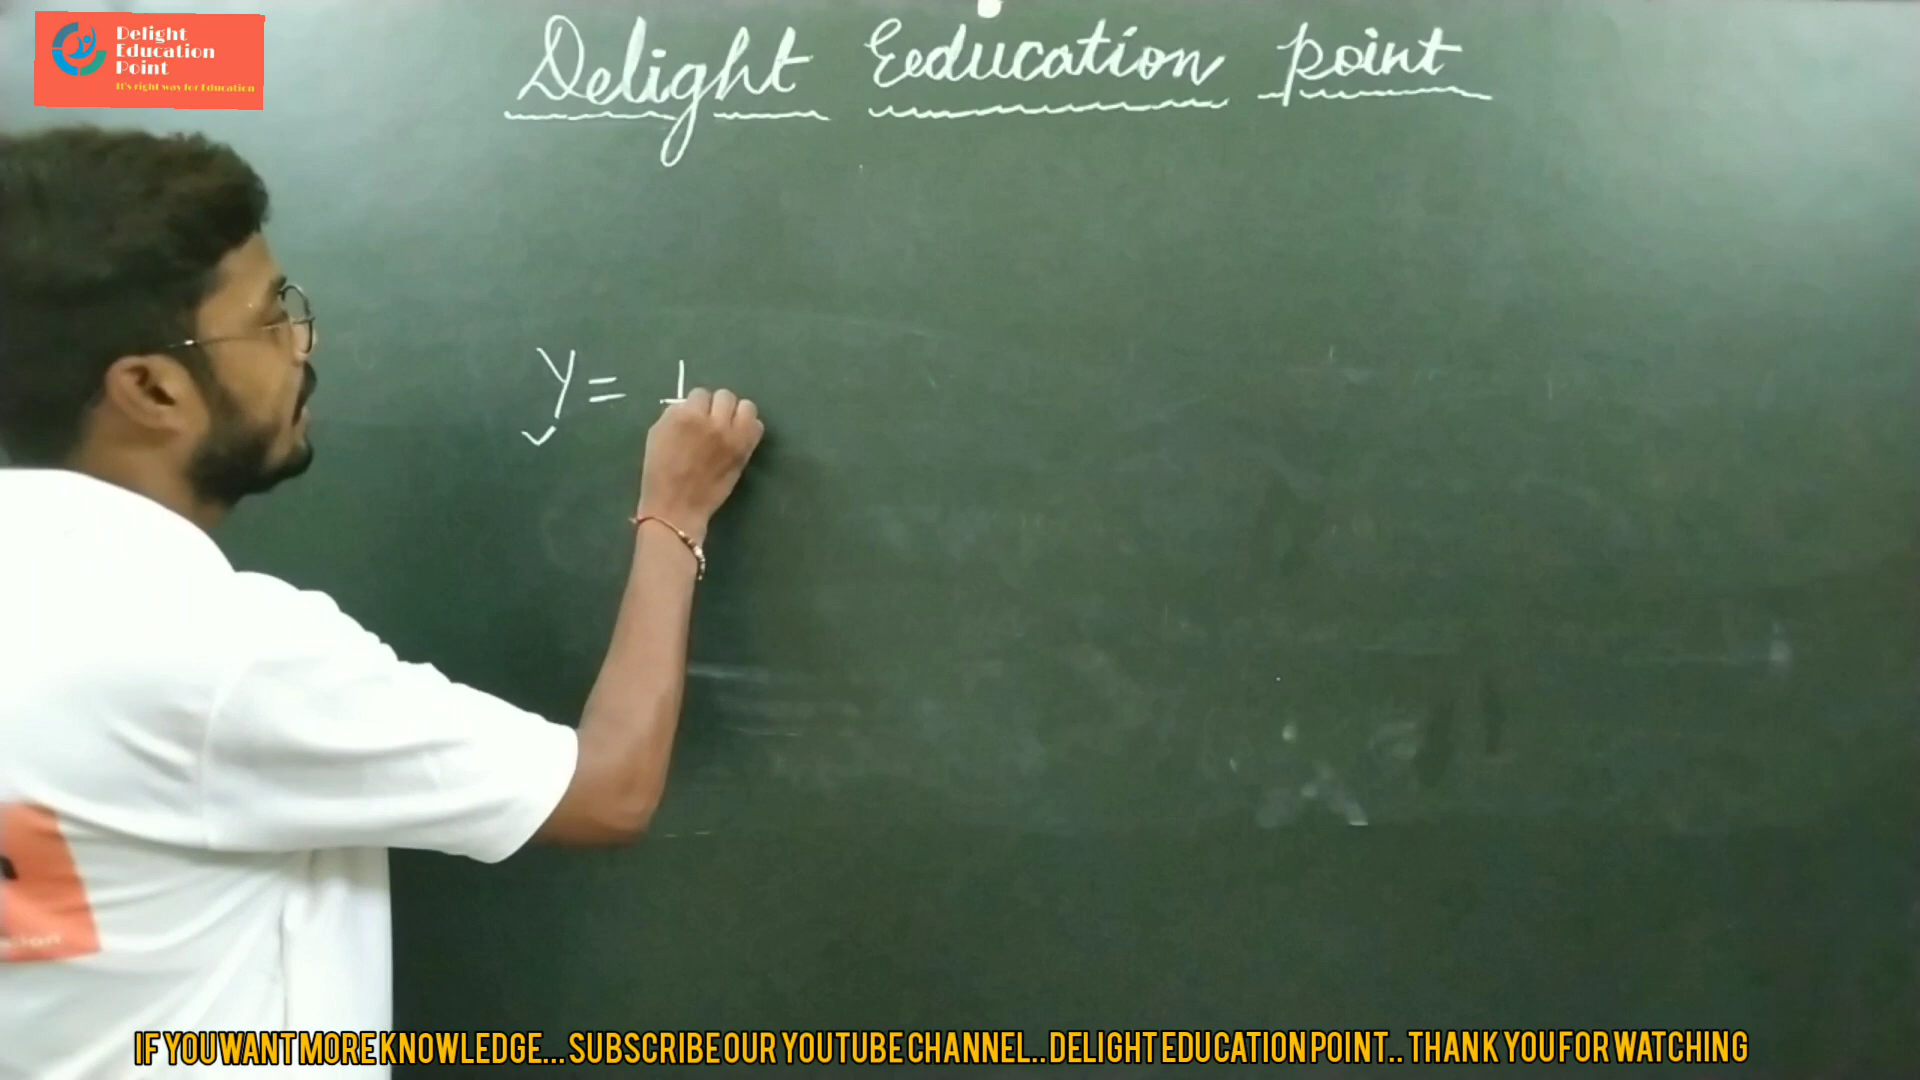 Delight
Eeducation
Point
It's right way for Education
Delight Eeducation point
y = 1
IF YOU WANT MORE KNOWLEDGE... SUBSCRIBE OUR YOUTUBE CHANNEL.. DELIGHT EDUCATION POINT.. THANK YOU FOR WATCHING